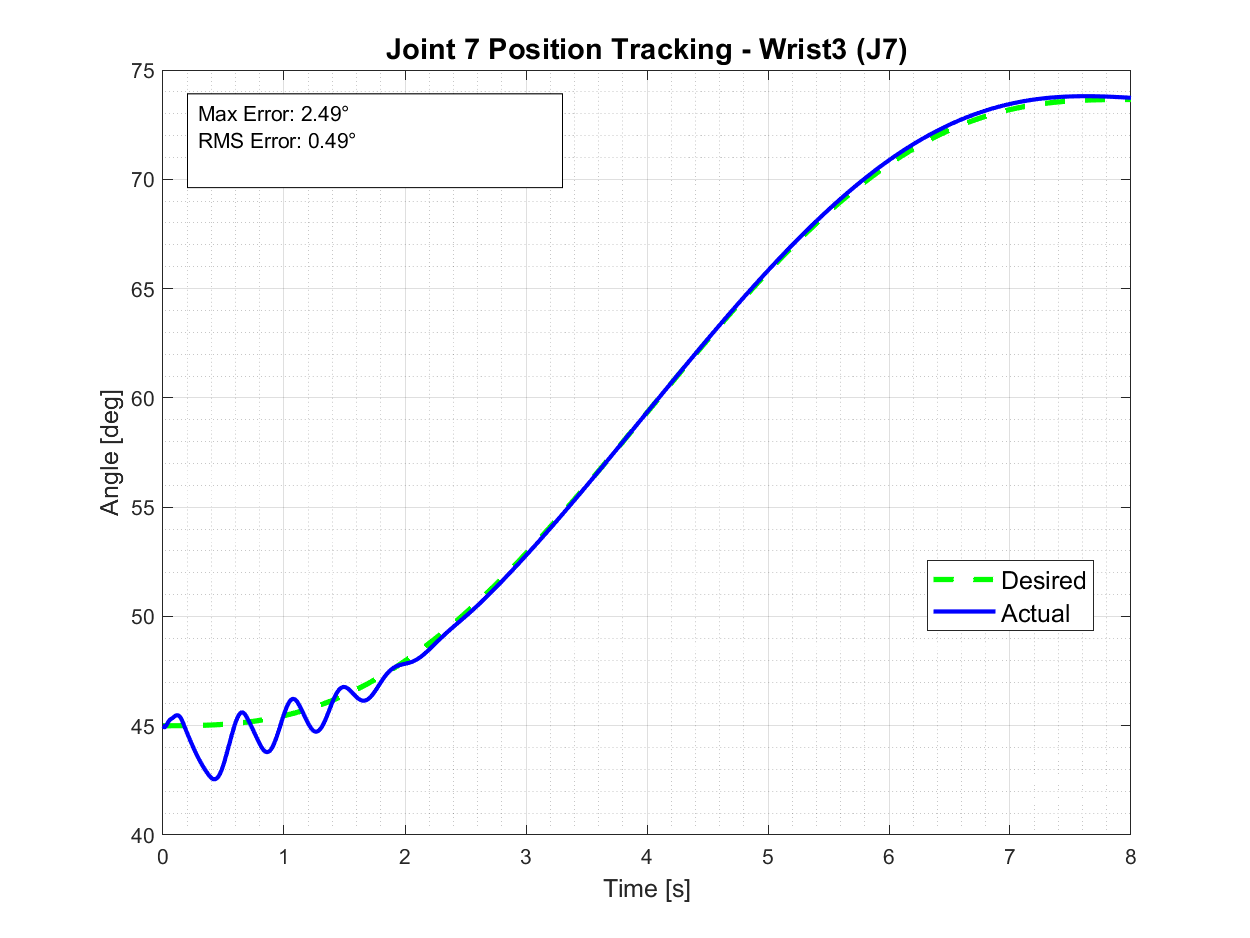 Joint 7 Position Tracking - Wrist3 (J7)
Max Error: 2.49°
RMS Error: 0.49°
75
70
65
60
55
50
45
40
Angle [deg]
Desired
Actual
0 1 2 3 4 5 6 7 8
Time [s]